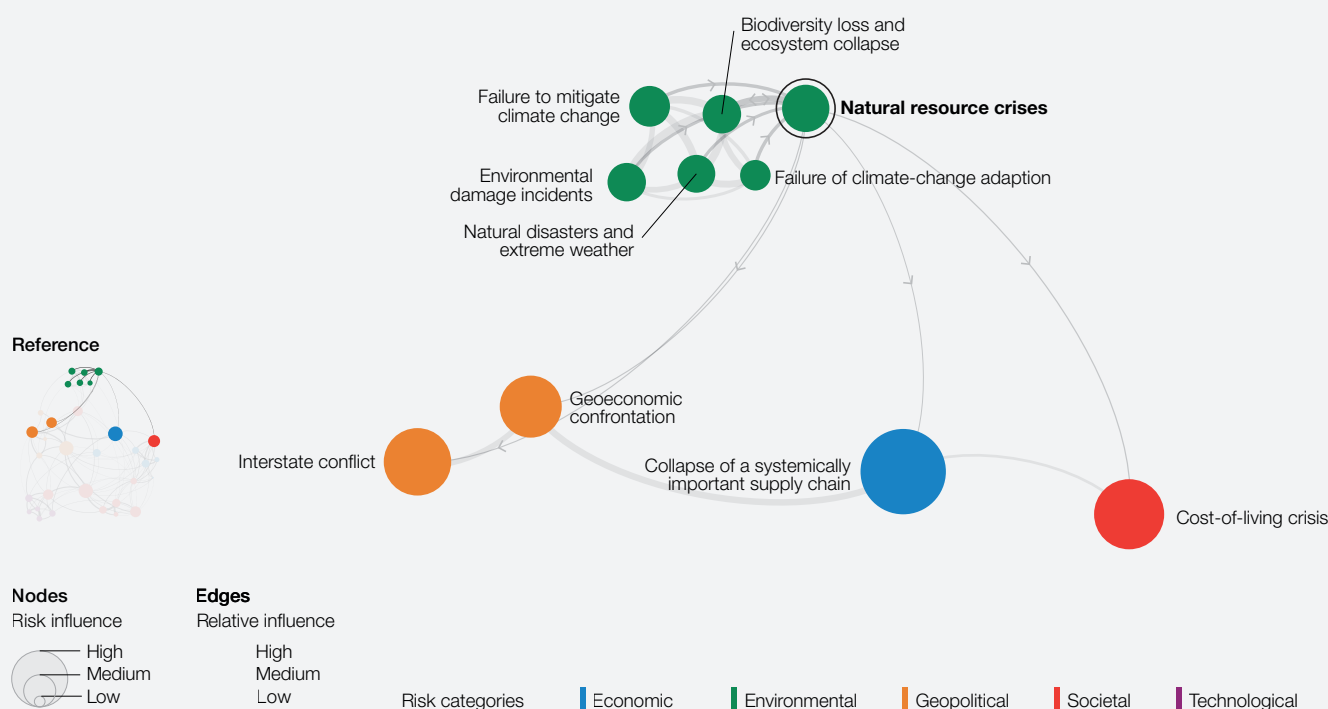 Biodiversity loss and
ecosystem collapse
Failure to mitigate
climate change
Natural resource crises
Environmental
damage incidents
Failure of climate-change adaption
Natural disasters and
extreme weather
Reference
Geoeconomic
confrontation
Interstate conflict
Collapse of a systemically
important supply chain
Cost-of-living crisis
Nodes
Risk influence
High
Medium
Low
Edges
Relative influence
High
Medium
Low
Risk categories
Economic
Environmental
Geopolitical
Societal
Technological